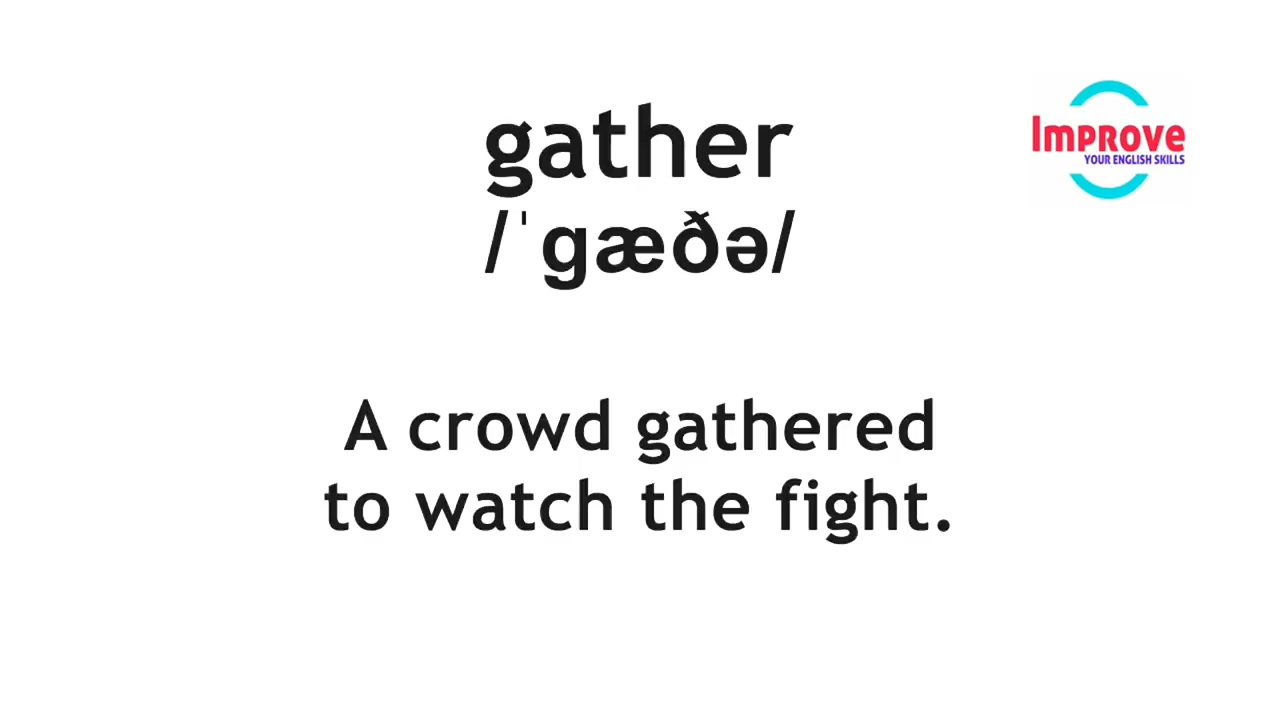 gather
/ˈɡæðə/
Improve
YOUR ENGLISH SKILLS
A crowd gathered
to watch the fight.